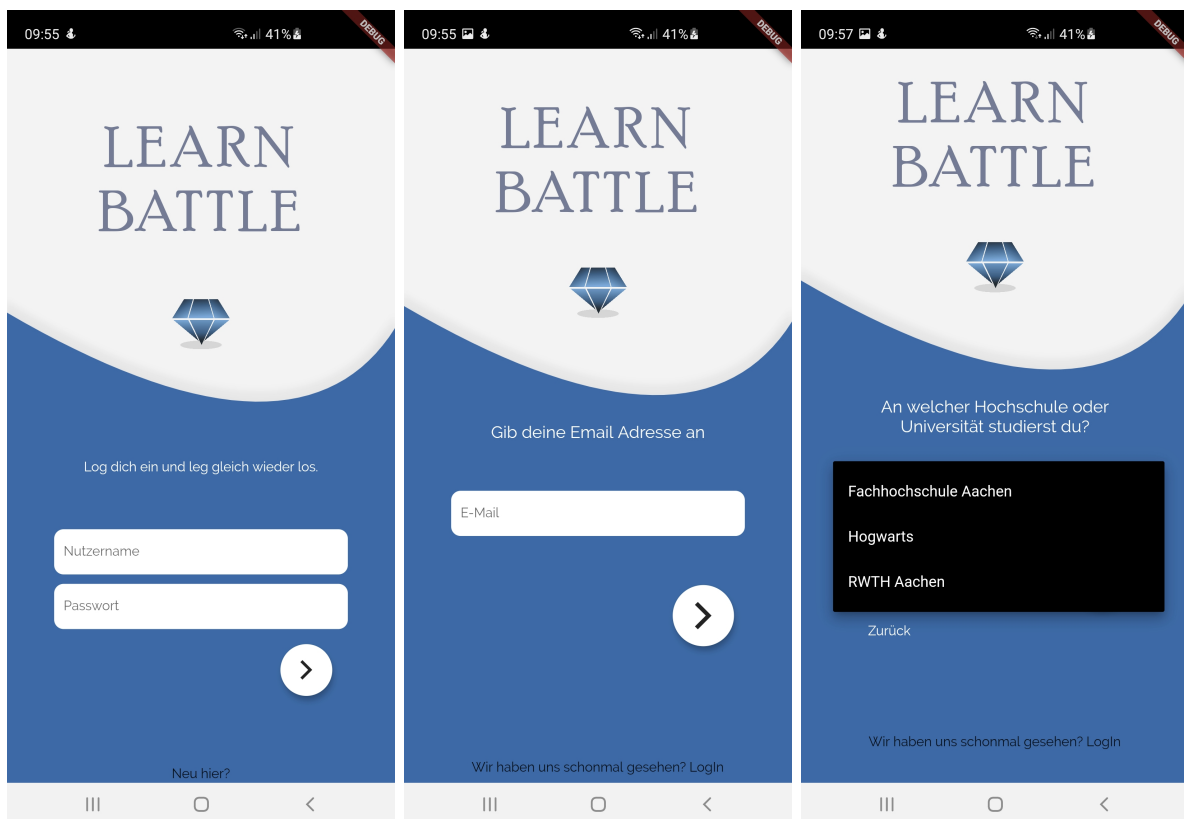 09:55 41% DEBUG
LEARN
BATTLE
Log dich ein und leg gleich wieder los.
Nutzername
Passwort
Neu hier?
09:55 41% DEBUG
LEARN
BATTLE
Gib deine Email Adresse an
E-Mail
Wir haben uns schonmal gesehen? LogIn
09:57 41% DEBUG
LEARN
BATTLE
An welcher Hochschule oder
Universität studierst du?
Fachhochschule Aachen
Hogwarts
RWTH Aachen
Zurück
Wir haben uns schonmal gesehen? LogIn